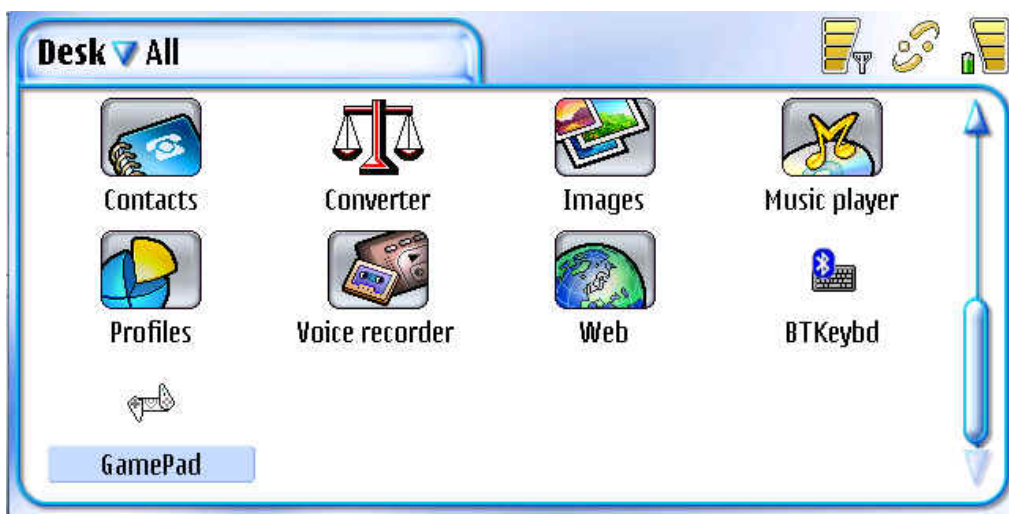 Desk All
Contacts Converter Images Music player
Profiles Voice recorder Web BTKeybd
GamePad